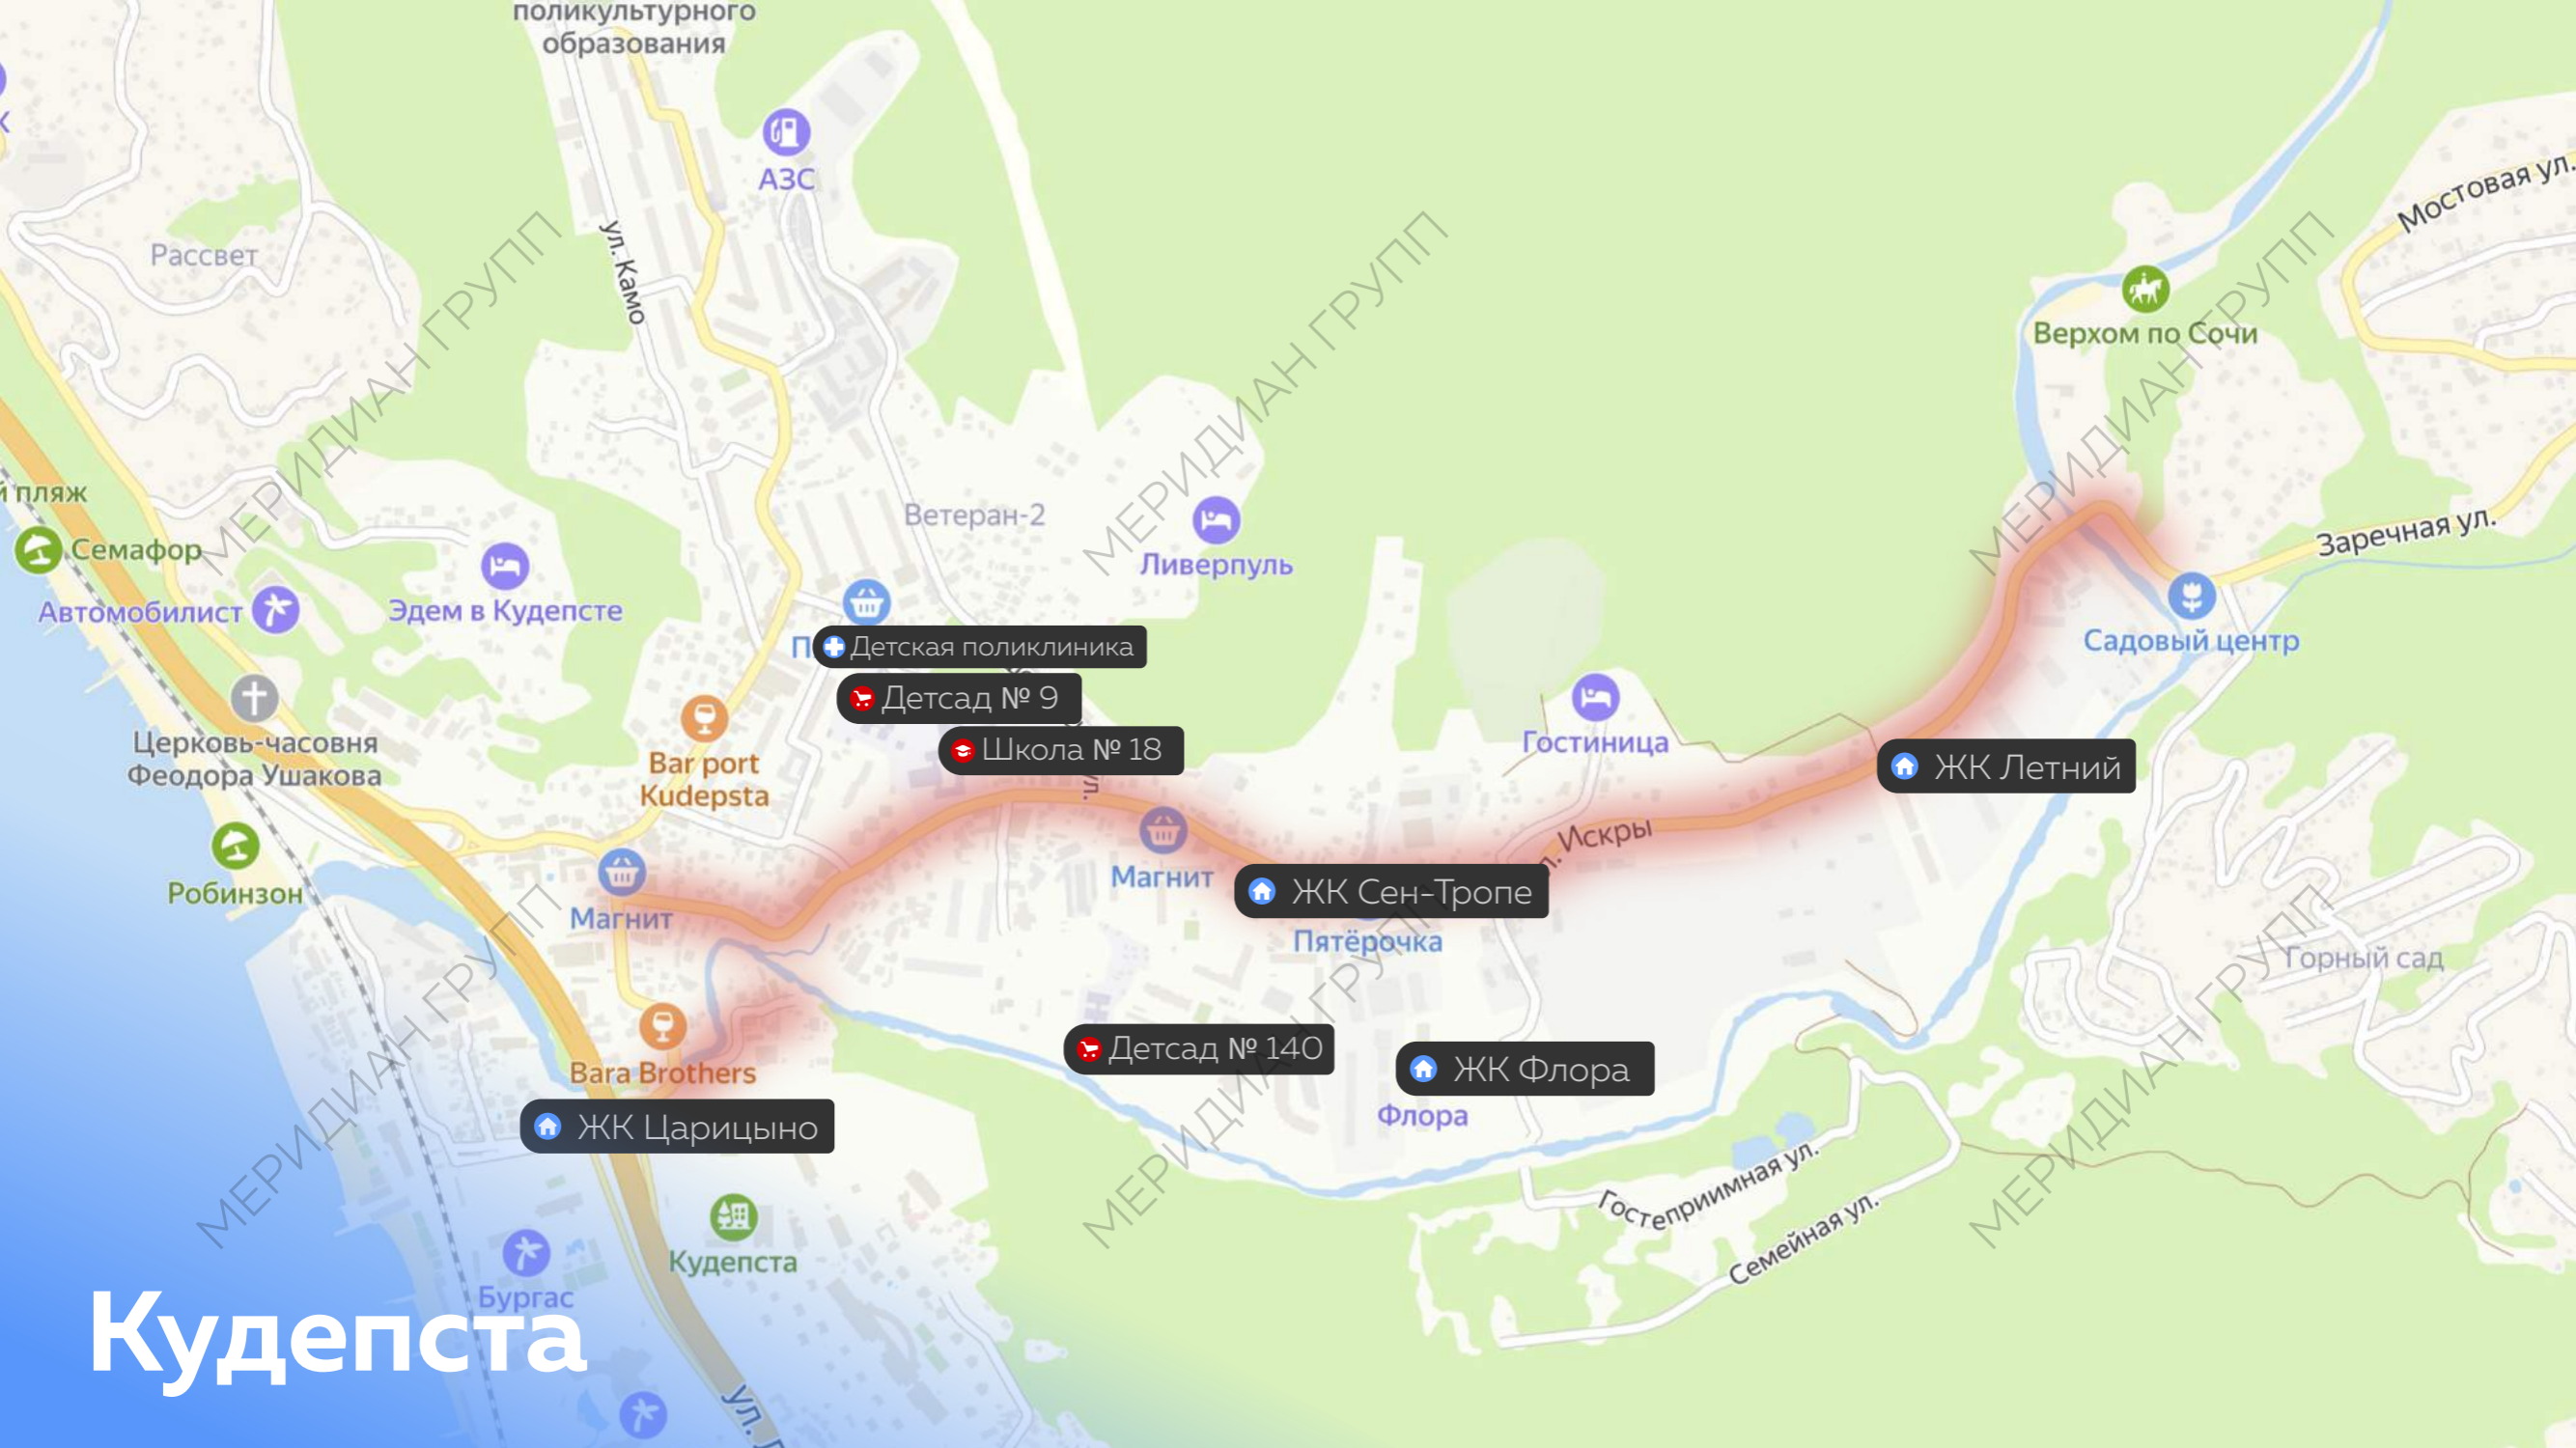 поликультурного
образования
АЗС
ул. Камо
Мостовая ул.
Рассвет
Верхом по Сочи
пляж
Семафор
Ветеран-2
Ливерпуль
Заречная ул.
Автомобилист
Эдем в Кудепсте
Детская поликлиника
Садовый центр
Детсад № 9
Церковь-часовня
Феодора Ушакова
Bar port
Kudepsta
Школа № 18
Гостиница
ЖК Летний
ул.
Искры
Робинзон
Магнит
Магнит
ЖК Сен-Тропе
Пятёрочка
Горный сад
Bara Brothers
Детсад № 140
ЖК Флора
Флора
ЖК Царицыно
Гостеприимная ул.
Семейная ул.
Кудепста
Бургас
Кудепста
ул.
МЕРИДИАН ГРУПП
МЕРИДИАН ГРУПП
МЕРИДИАН ГРУПП
МЕРИДИАН ГРУПП
МЕРИДИАН ГРУПП
МЕРИДИАН ГРУПП